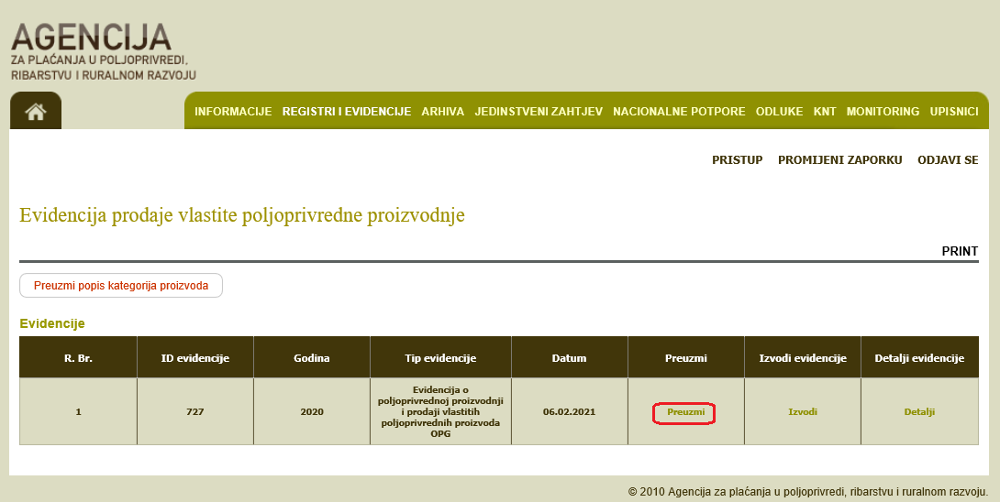 AGENCIJA
ZA PLAĆANJA U POLJOPRIVREDI,
RIBARSTVU I RURALNOM RAZVOJU
INFORMACIJE REGISTRI I EVIDENCIJE ARHIVA JEDINSTVENI ZAHTJEV NACIONALNE POTPORE ODLUKE KNT MONITORING UPISNICI
PRISTUP PROMIJENI ZAPORKU ODJAVI SE
Evidencija prodaje vlastite poljoprivredne proizvodnje
PRINT
Preuzmi popis kategorija proizvoda
Evidencije
R. Br. ID evidencije Godina Tip evidencije Datum Preuzmi Izvodi evidencije Detalji evidencije
1 727 2020
Evidencija o
poljoprivrednoj proizvodnji
i prodaji vlastitih
poljoprivrednih proizvoda
OPG
06.02.2021 Preuzmi Izvodi Detalji
© 2010 Agencija za plaćanja u poljoprivredi, ribarstvu i ruralnom razvoju.